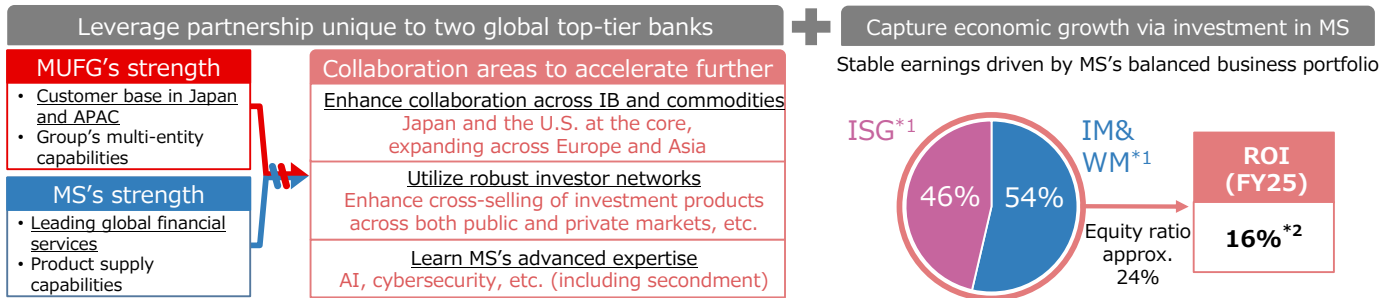 Leverage partnership unique to two global top-tier banks
Capture economic growth via investment in MS
MUFG's strength
• Customer base in Japan
and APAC
• Group's multi-entity
capabilities
MS's strength
• Leading global financial
services
• Product supply
capabilities
Collaboration areas to accelerate further
Enhance collaboration across IB and commodities
Japan and the U.S. at the core,
expanding across Europe and Asia
Utilize robust investor networks
Enhance cross-selling of investment products
across both public and private markets, etc.
Learn MS's advanced expertise
AI, cybersecurity, etc. (including secondment)
Stable earnings driven by MS's balanced business portfolio
ISG*1
46%
54%
IM&
WM*1
Equity ratio
approx.
24%
ROI
(FY25)
16%*2